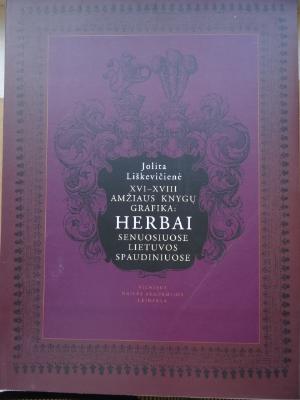 Jolita
Liškevičienė
XVI–XVIII
AMŽIAUS KNYGŲ
GRAFIKA:
HERBAI
SENUOSIUOSE
LIETUVOS
SPAUDINIUOSE
VILNIAUS
DAILĖS AKADEMIJOS
LEIDYKLA